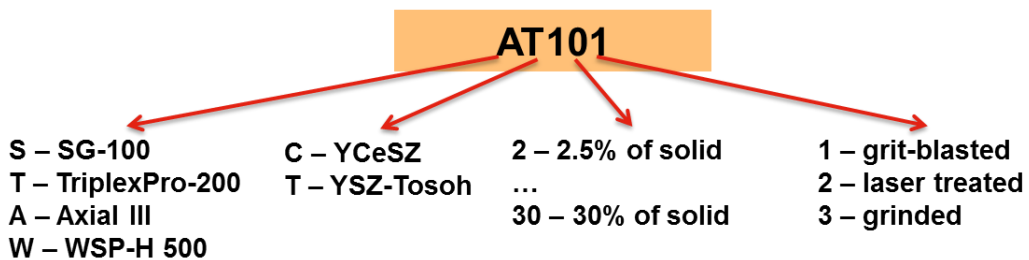 AT101
S – SG-100
T – TriplexPro-200
A – Axial III
W – WSP-H 500
C – YCeSZ
T – YSZ-Tosoh
2 – 2.5% of solid
...
30 – 30% of solid
1 – grit-blasted
2 – laser treated
3 – grinded